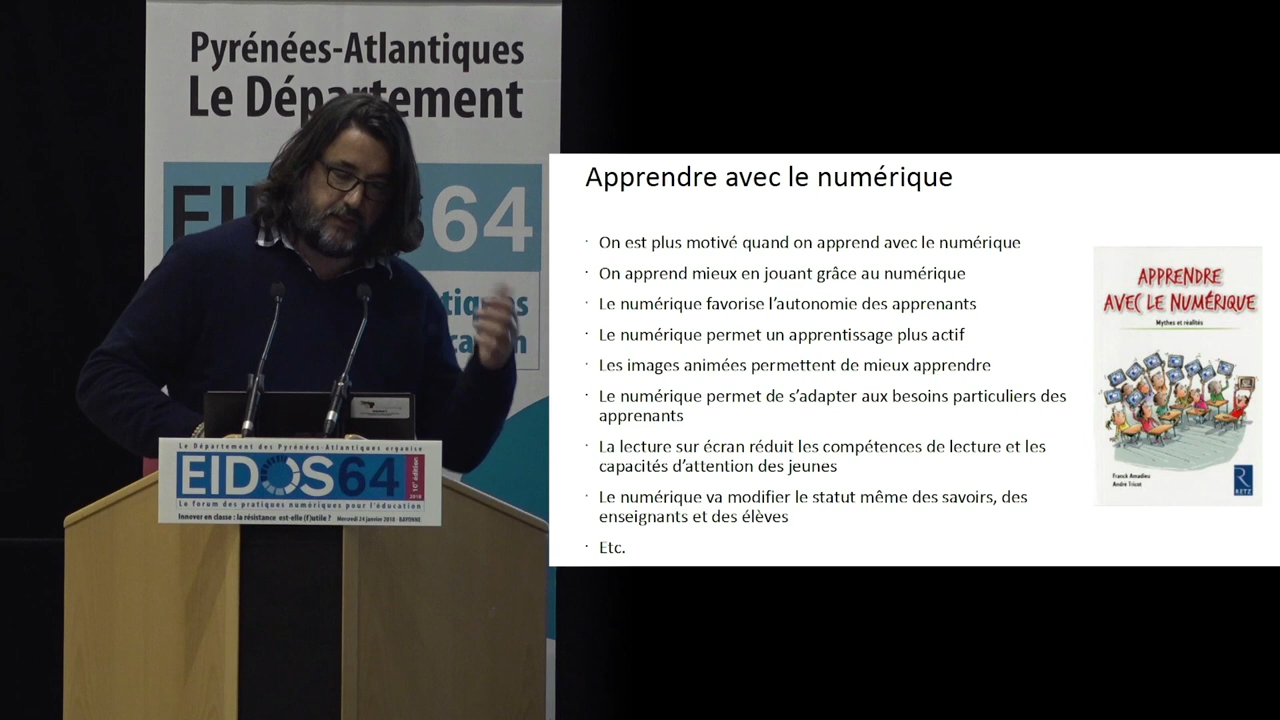 Pyrénées-Atlantiques
Le Département
64
Le Département des Pyrénées-Atlantiques organise
EIDOS64
10e édition
2018
Le forum des pratiques numériques pour l'éducation
Innover en classe : la résistance est-elle (f)utile ? Mercredi 24 janvier 2018 - BAYONNE
Apprendre avec le numérique
· On est plus motivé quand on apprend avec le numérique
· On apprend mieux en jouant grâce au numérique
· Le numérique favorise l'autonomie des apprenants
· Le numérique permet un apprentissage plus actif
· Les images animées permettent de mieux apprendre
· Le numérique permet de s'adapter aux besoins particuliers des
apprenants
· La lecture sur écran réduit les compétences de lecture et les
capacités d'attention des jeunes
· Le numérique va modifier le statut même des savoirs, des
enseignants et des élèves
· Etc.
APPRENDRE
AVEC LE NUMÉRIQUE
Mythes et réalités
Franck Amadieu
André Tricot
RETZ